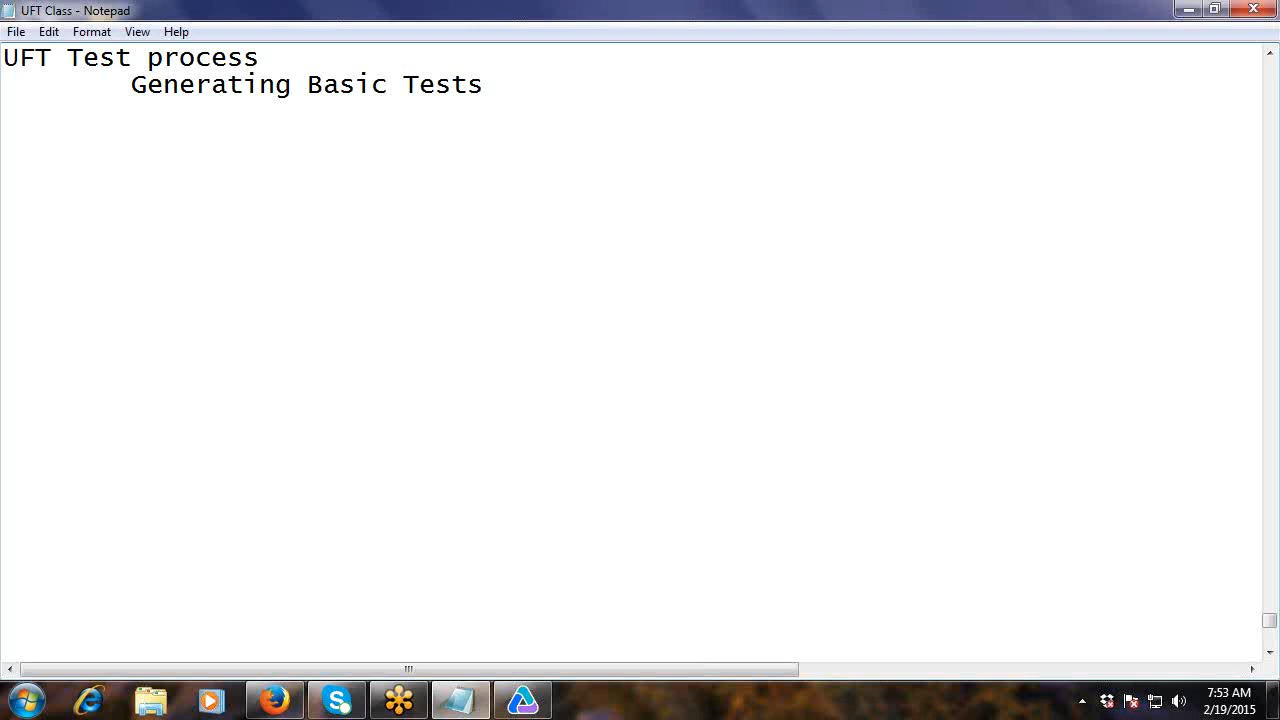 UFT Class - Notepad
File Edit Format View Help
UFT Test process
Generating Basic Tests
7:53 AM
2/19/2015